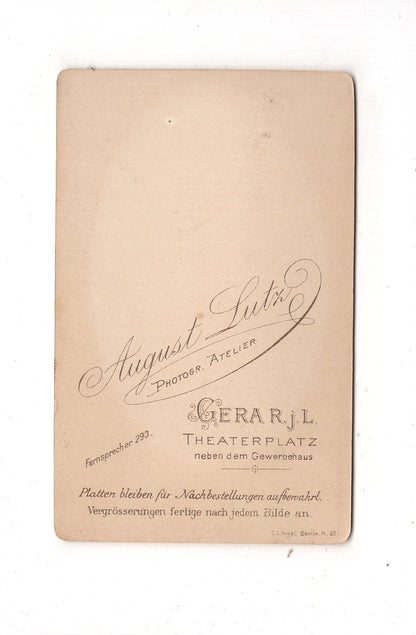 August Lutz
PHOTOGR. ATELIER
GERA R. j. L.
THEATERPLATZ
neben dem Gewerbehaus
Fernsprecher 293.
Platten bleiben für Nachbestellungen aufbewahrt.
Vergrösserungen fertige nach jedem Bilde an.
Berlin, N.